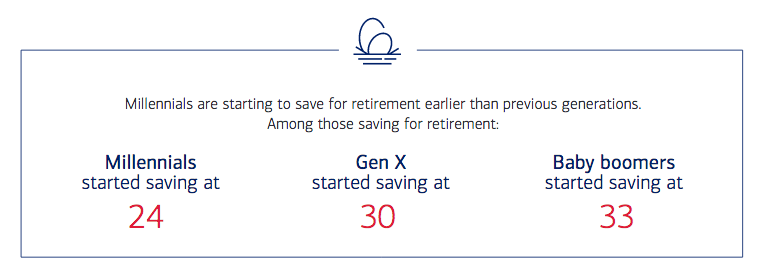 Millennials are starting to save for retirement earlier than previous generations.
Among those saving for retirement:
Millennials
started saving at
24
Gen X
started saving at
30
Baby boomers
started saving at
33